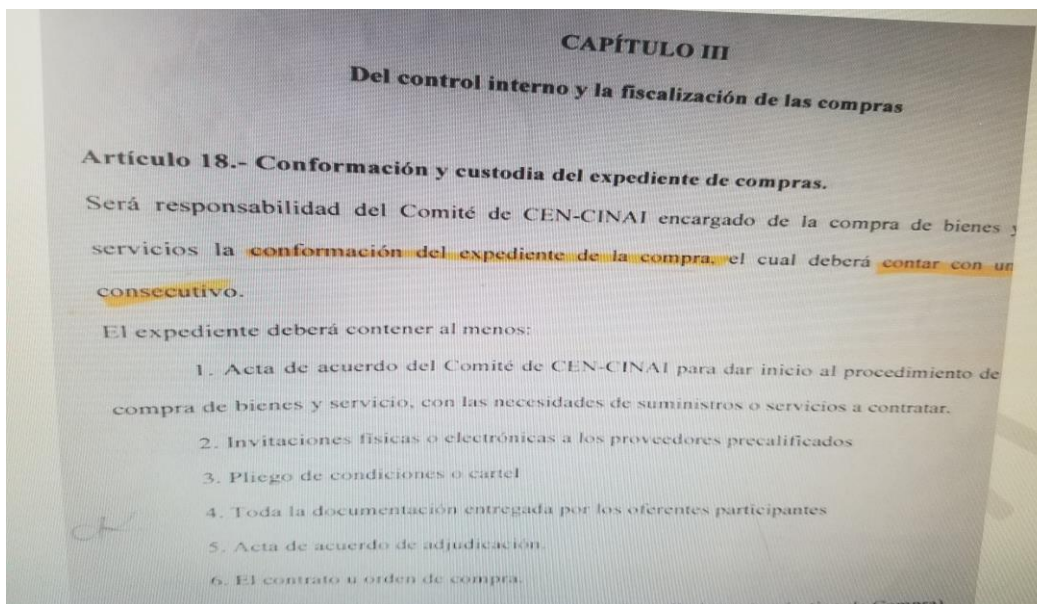 CAPÍTULO III
Del control interno y la fiscalización de las compras
Artículo 18.- Conformación y custodia del expediente de compras.
Será responsabilidad del Comité de CEN-CINAI encargado de la compra de bienes y
servicios la conformación del expediente de la compra, el cual deberá contar con un
consecutivo.
El expediente deberá contener al menos:
1. Acta de acuerdo del Comité de CEN-CINAI para dar inicio al procedimiento de
compra de bienes y servicio, con las necesidades de suministros o servicios a contratar.
2. Invitaciones físicas o electrónicas a los proveedores precalificados
3. Pliego de condiciones o cartel
4. Toda la documentación entregada por los oferentes participantes
5. Acta de acuerdo de adjudicación.
6. El contrato u orden de compra.